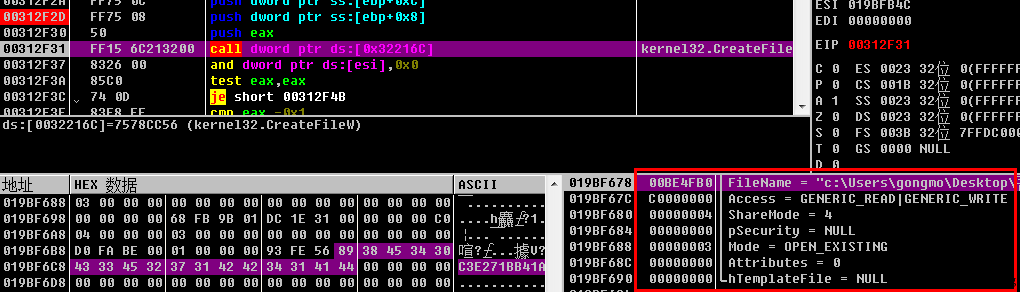 00312F2A FF75 0C push dword ptr ss:[ebp+0xC]
00312F2D FF75 08 push dword ptr ss:[ebp+0x8]
00312F30 50 push eax
00312F31 FF15 6C213200 call dword ptr ds:[0x32216C] kernel32.CreateFile
00312F37 8326 00 and dword ptr ds:[esi],0x0
00312F3A 85C0 test eax,eax
00312F3C 74 0D je short 00312F4B
00312F3E 83F8 FF cmp eax,-0x1
ds:[0032216C]=7578CC56 (kernel32.CreateFileW)
ESI 019BFB4C
EDI 00000000
EIP 00312F31
C 0 ES 0023 32位 0(FFFFFF
P 0 CS 001B 32位 0(FFFFFF
A 1 SS 0023 32位 0(FFFFFF
Z 0 DS 0023 32位 0(FFFFFF
S 0 FS 003B 32位 7FFDC000
T 0 GS 0000 NULL
D 0
地址 HEX 数据 ASCII
019BF688 03 00 00 00 00 00 00 00 00 00 00 00 00 00 00 00
019BF698 00 00 00 00 68 FB 9B 01 DC 1E 31 00 00 00 00 C0
019BF6A8 04 00 00 00 03 00 00 00 00 00 00 00 00 00 00 00
019BF6B8 D0 FA BE 00 01 00 00 00 93 FE 56 89 38 45 34 30
019BF6C8 43 33 45 32 37 31 42 42 34 31 41 44 00 00 00 00 C3E271BB41A
019BF6D8 00 00 00 00 00 00 00 00 00 00 00 00 00 00 00 00
019BF678 00BE4FB0 FileName = "c:\Users\gongmo\Desktop\
019BF67C C0000000 Access = GENERIC_READ|GENERIC_WRITE
019BF680 00000004 ShareMode = 4
019BF684 00000000 pSecurity = NULL
019BF688 00000003 Mode = OPEN_EXISTING
019BF68C 00000000 Attributes = 0
019BF690 00000000 hTemplateFile = NULL